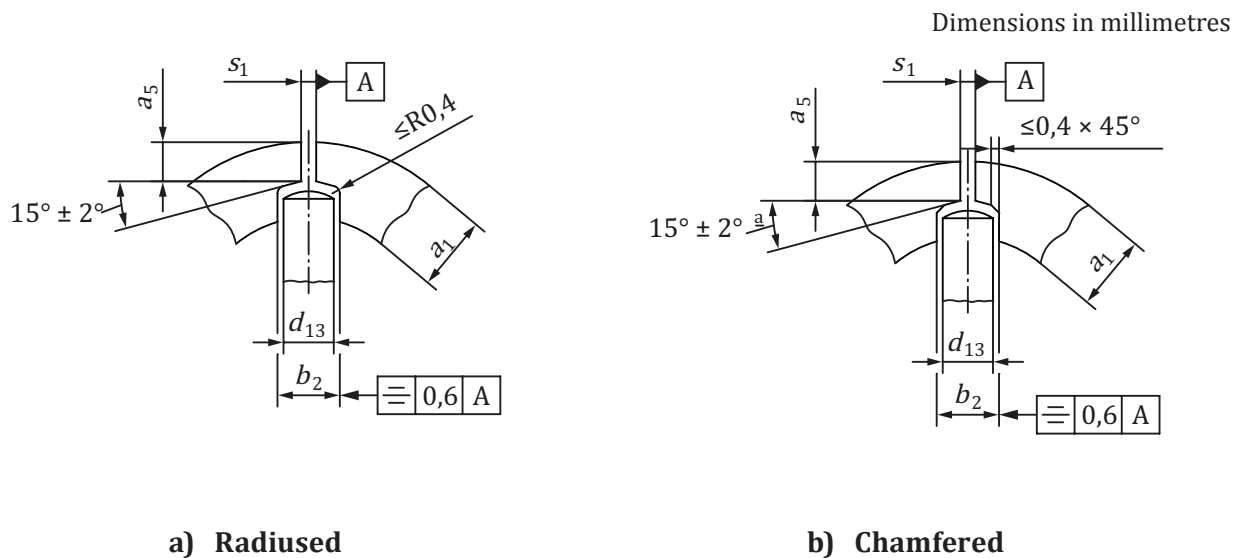 Dimensions in millimetres
s1
A
a5
≤R0,4
15° ± 2°
a1
d13
b2
⌯ 0,6 A
s1
A
a5
≤0,4 × 45°
15° ± 2° a
a1
d13
b2
⌯ 0,6 A
a) Radiused
b) Chamfered